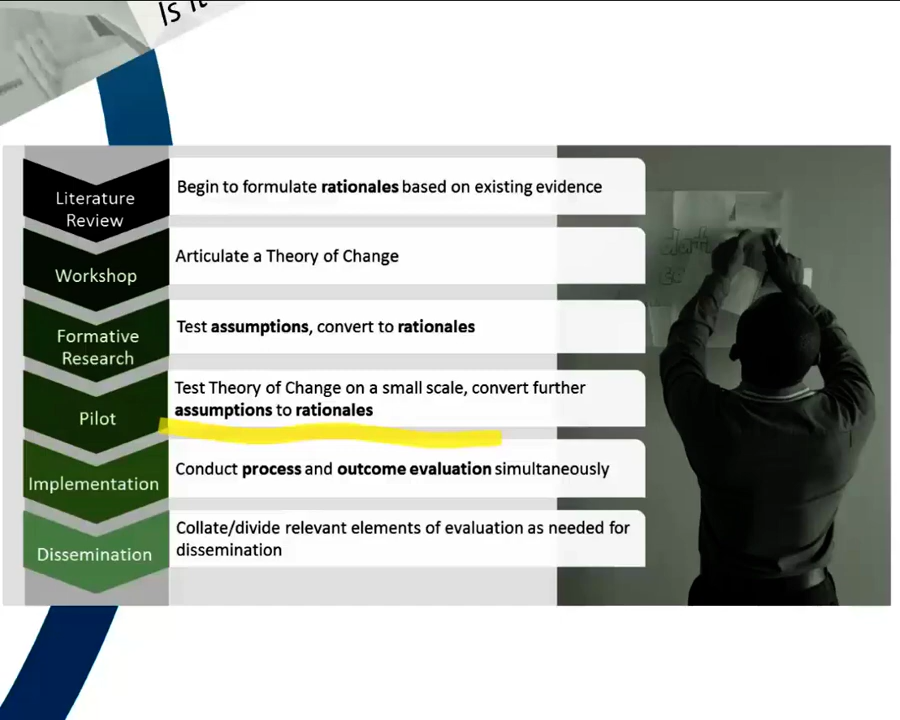 Is it
Literature
Review
Begin to formulate rationales based on existing evidence
Workshop
Articulate a Theory of Change
Formative
Research
Test assumptions, convert to rationales
Pilot
Test Theory of Change on a small scale, convert further
assumptions to rationales
Implementation
Conduct process and outcome evaluation simultaneously
Dissemination
Collate/divide relevant elements of evaluation as needed for
dissemination